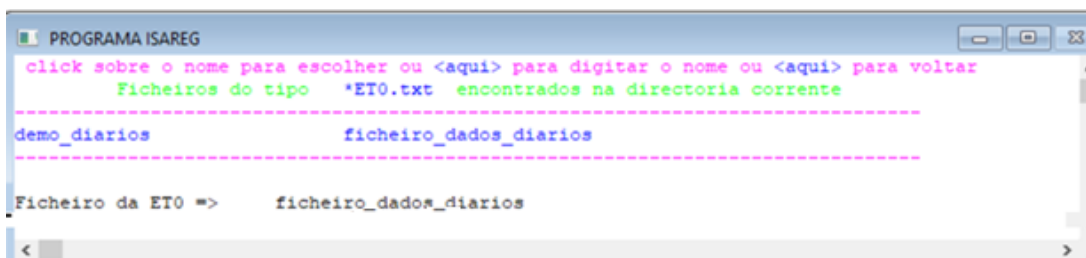 PROGRAMA ISAREG
click sobre o nome para escolher ou <aqui> para digitar o nome ou <aqui> para voltar
Ficheiros do tipo *ET0.txt encontrados na directoria corrente
--------------------------------------------------------------------------------
demo_diarios ficheiro_dados_diarios
--------------------------------------------------------------------------------
Ficheiro da ET0 => ficheiro_dados_diarios